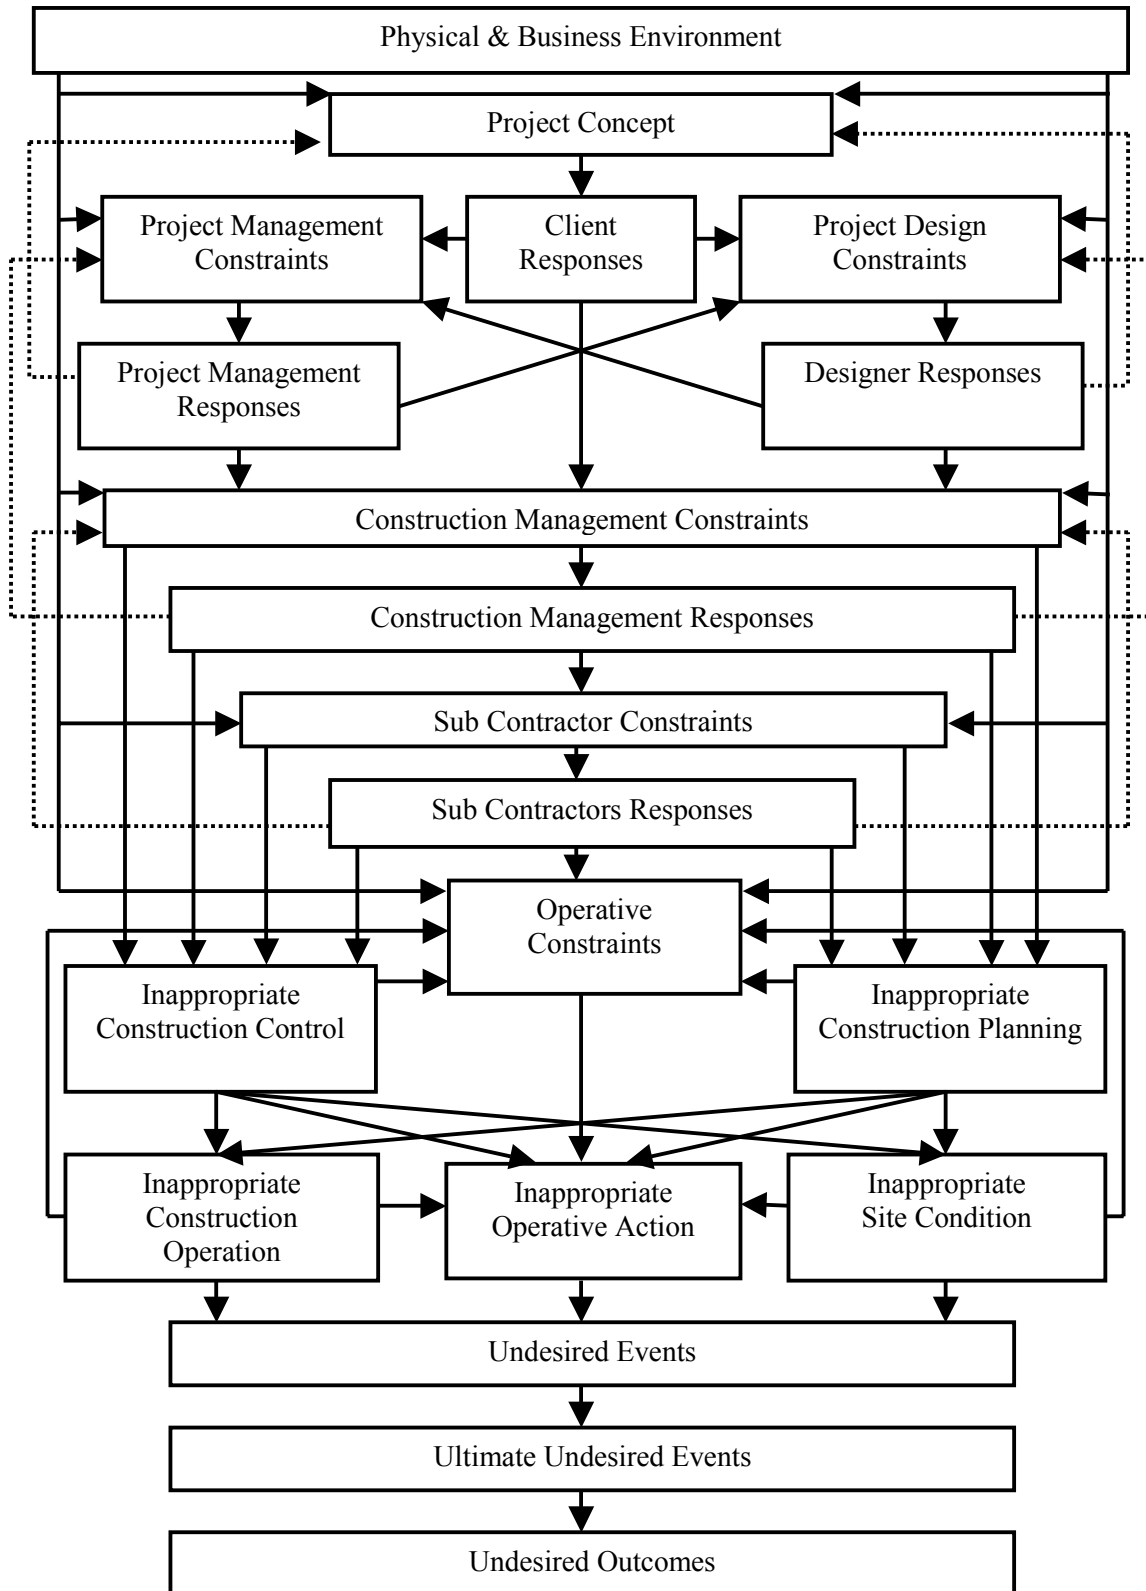 Physical & Business Environment
Project Concept
Project Management
Constraints
Client
Responses
Project Design
Constraints
Project Management
Responses
Designer Responses
Construction Management Constraints
Construction Management Responses
Sub Contractor Constraints
Sub Contractors Responses
Operative
Constraints
Inappropriate
Construction Control
Inappropriate
Construction Planning
Inappropriate
Construction
Operation
Inappropriate
Operative Action
Inappropriate
Site Condition
Undesired Events
Ultimate Undesired Events
Undesired Outcomes